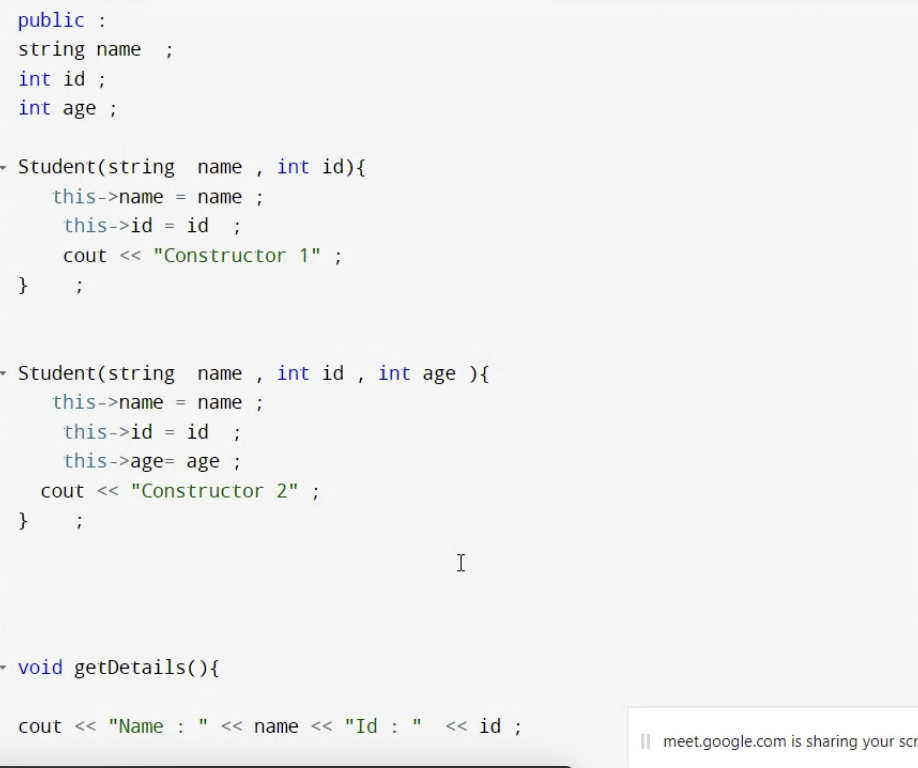 public :
string name  ;
int id ;
int age ;
Student(string  name , int id){
this->name = name ;
this->id = id  ;
cout << "Constructor 1" ;
}    ;
Student(string  name , int id , int age ){
this->name = name ;
this->id = id  ;
this->age= age ;
cout << "Constructor 2" ;
}    ;
void getDetails(){
cout << "Name : " << name << "Id : "  << id ;
meet.google.com is sharing your scr